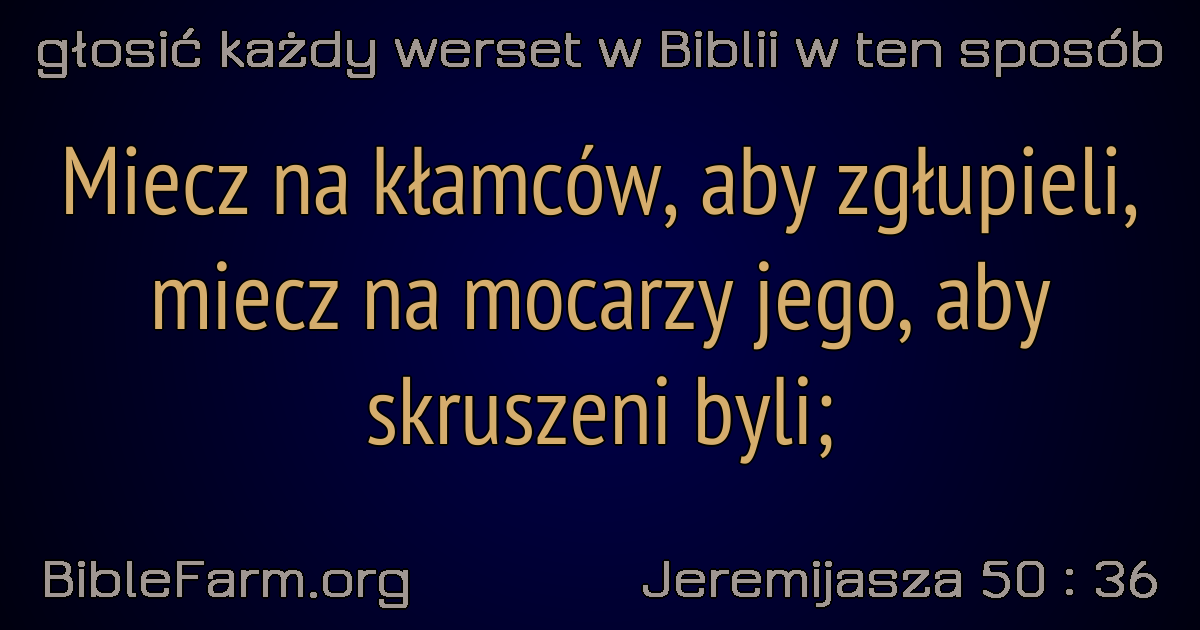 głosić każdy werset w Biblii w ten sposób
Miecz na kłamców, aby zgłupieli,
miecz na mocarzy jego, aby
skruszeni byli;
BibleFarm.org
Jeremijasza 50 : 36